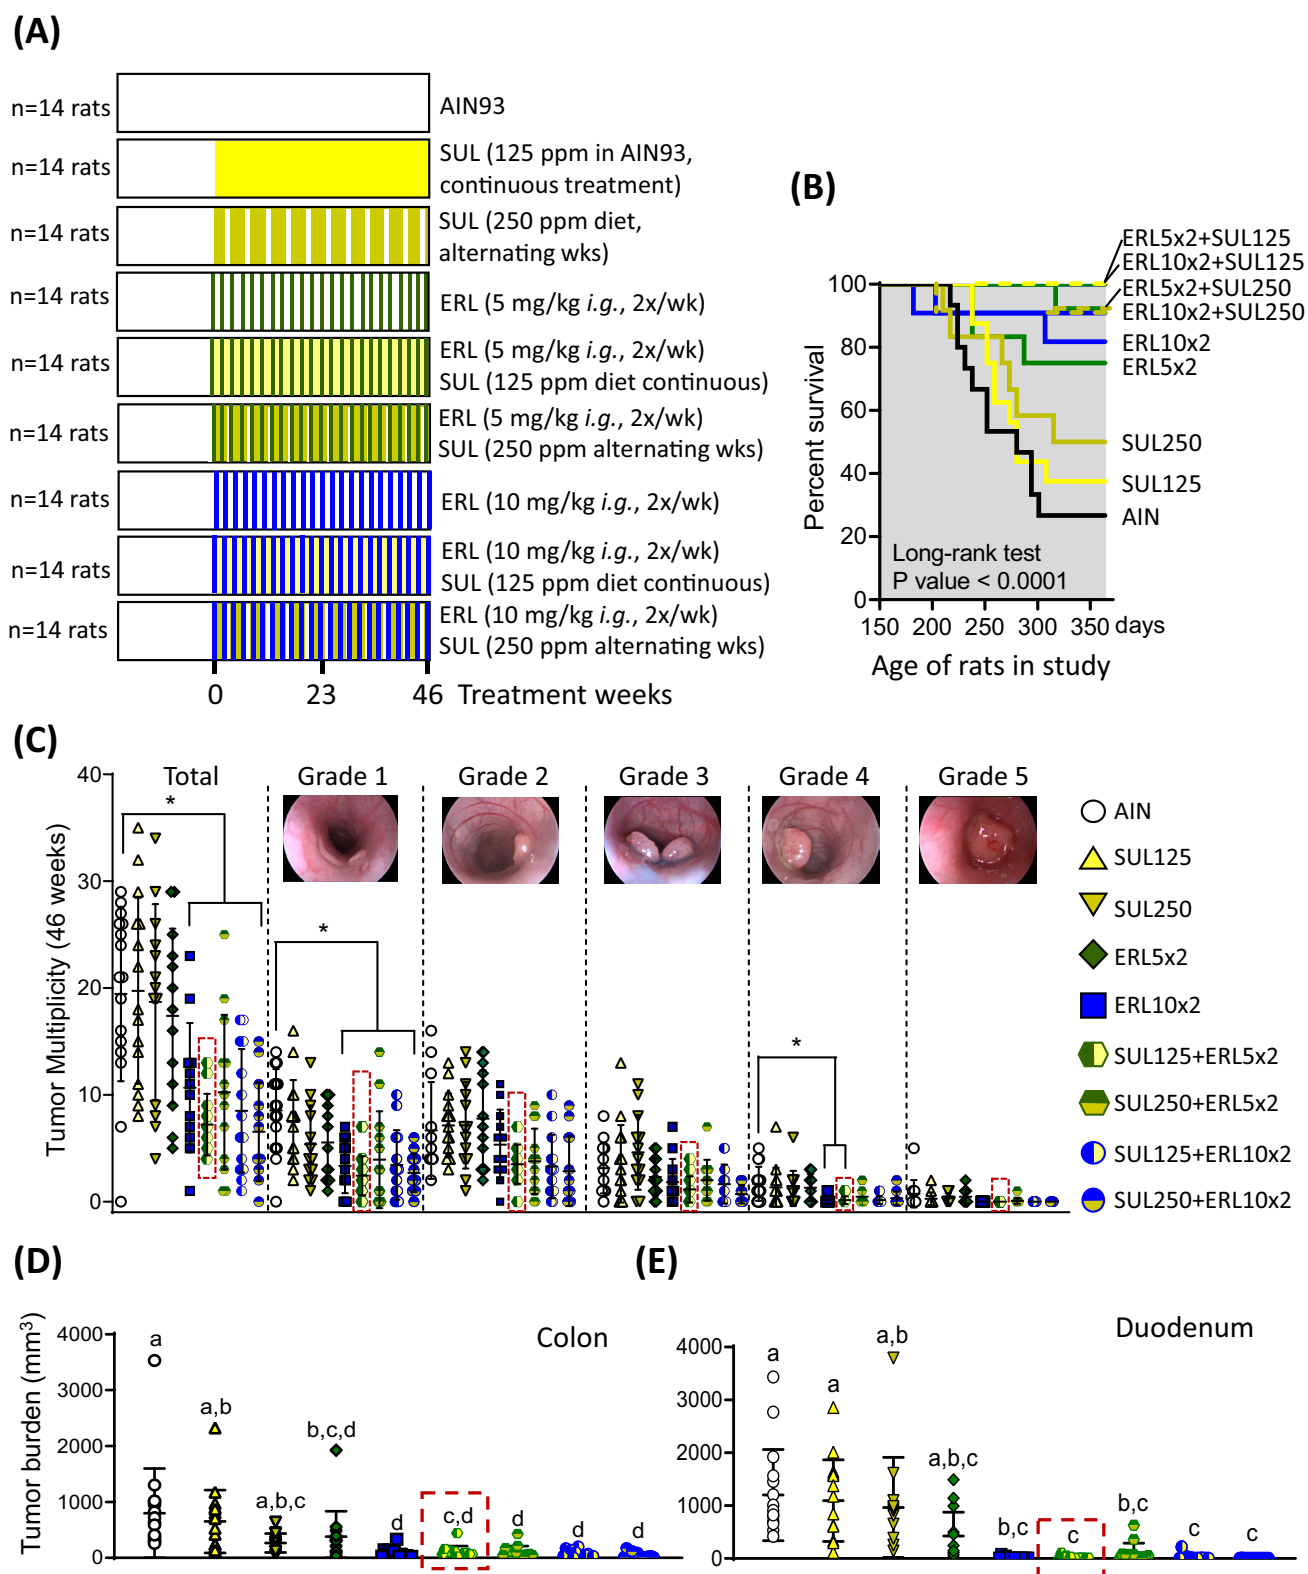 (A)
n=14 rats
AIN93
n=14 rats
SUL (125 ppm in AIN93,
continuous treatment)
n=14 rats
SUL (250 ppm diet,
alternating wks)
n=14 rats
ERL (5 mg/kg i.g., 2x/wk)
n=14 rats
ERL (5 mg/kg i.g., 2x/wk)
SUL (125 ppm diet continuous)
n=14 rats
ERL (5 mg/kg i.g., 2x/wk)
SUL (250 ppm alternating wks)
n=14 rats
ERL (10 mg/kg i.g., 2x/wk)
n=14 rats
ERL (10 mg/kg i.g., 2x/wk)
SUL (125 ppm diet continuous)
n=14 rats
ERL (10 mg/kg i.g., 2x/wk)
SUL (250 ppm alternating wks)
0 23 46 Treatment weeks
(B)
Percent survival
100
80
60
40
20
0
ERL5x2+SUL125
ERL10x2+SUL125
ERL5x2+SUL250
ERL10x2+SUL250
ERL10x2
ERL5x2
SUL250
SUL125
AIN
Long-rank test
P value < 0.0001
150 200 250 300 350 days
Age of rats in study
(C)
Tumor Multiplicity (46 weeks)
40
30
20
10
0
Total Grade 1 Grade 2 Grade 3 Grade 4 Grade 5
*
*
*
AIN
SUL125
SUL250
ERL5x2
ERL10x2
SUL125+ERL5x2
SUL250+ERL5x2
SUL125+ERL10x2
SUL250+ERL10x2
(D)
Colon
Tumor burden (mm³)
4000
3000
2000
1000
0
a
a,b
a,b,c
b,c,d
d
c,d
d
d
d
(E)
Duodenum
4000
3000
2000
1000
0
a
a
a,b
a,b,c
b,c
c
b,c
c
c